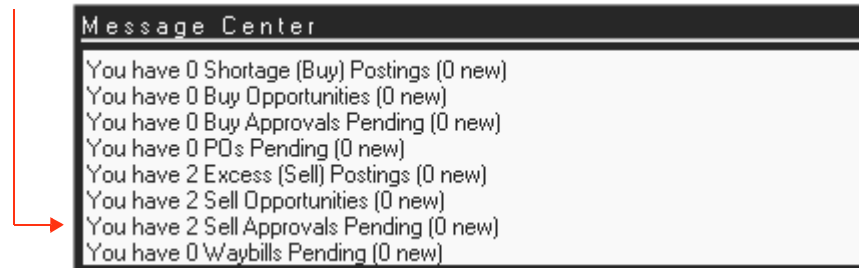 Message Center
You have 0 Shortage (Buy) Postings (0 new)
You have 0 Buy Opportunities (0 new)
You have 0 Buy Approvals Pending (0 new)
You have 0 POs Pending (0 new)
You have 2 Excess (Sell) Postings (0 new)
You have 2 Sell Opportunities (0 new)
You have 2 Sell Approvals Pending (0 new)
You have 0 Waybills Pending (0 new)